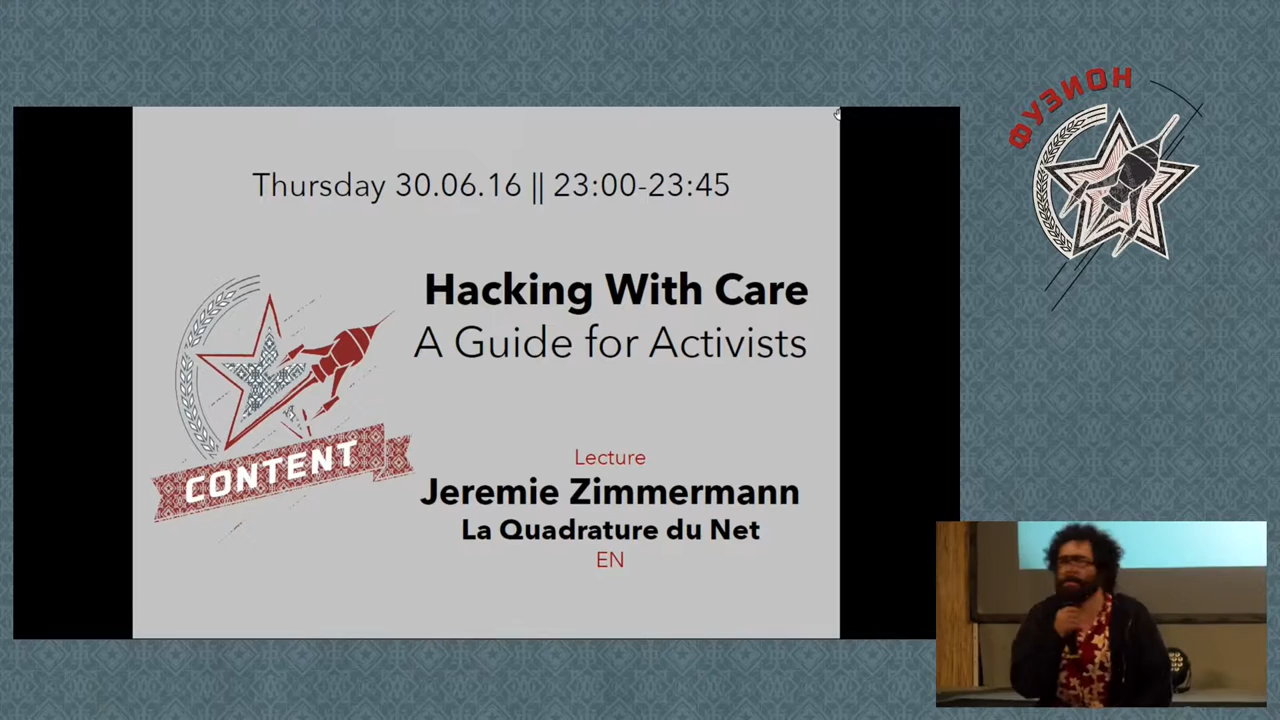 ФУЗИОН
Thursday 30.06.16 || 23:00-23:45
Hacking With Care
A Guide for Activists
CONTENT
Lecture
Jeremie Zimmermann
La Quadrature du Net
EN